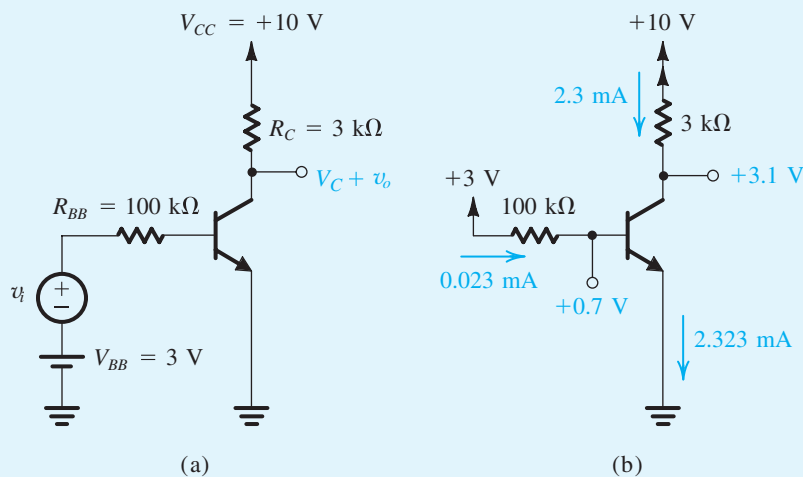 V_CC = +10 V
R_C = 3 kΩ
V_C + v_o
R_BB = 100 kΩ
v_i
+
−
V_BB = 3 V
(a)
+10 V
2.3 mA
3 kΩ
+3.1 V
+3 V
100 kΩ
0.023 mA
+0.7 V
2.323 mA
(b)